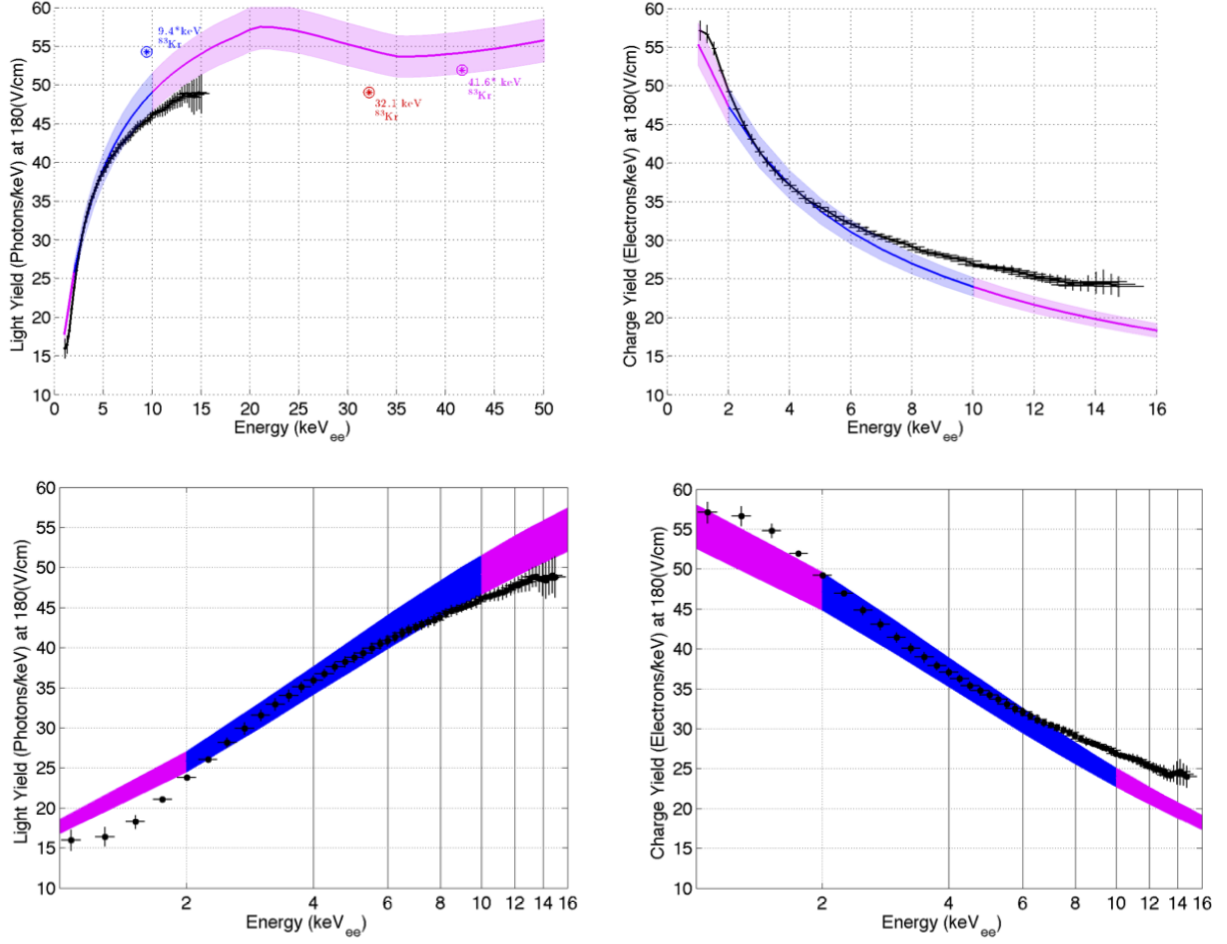 60
55
50
45
40
35
30
25
20
15
10
Light Yield (Photons/keV) at 180(V/cm)
9.4*keV
⁸³Kr
32.1 keV
⁸³Kr
41.6* keV
⁸³Kr
0 5 10 15 20 25 30 35 40 45 50
Energy (keVₑₑ)
60
55
50
45
40
35
30
25
20
15
10
Charge Yield (Electrons/keV) at 180(V/cm)
0 2 4 6 8 10 12 14 16
Energy (keVₑₑ)
60
55
50
45
40
35
30
25
20
15
10
Light Yield (Photons/keV) at 180(V/cm)
2 4 6 8 10 12 14 16
Energy (keVₑₑ)
60
55
50
45
40
35
30
25
20
15
10
Charge Yield (Electrons/keV) at 180(V/cm)
2 4 6 8 10 12 14 16
Energy (keVₑₑ)